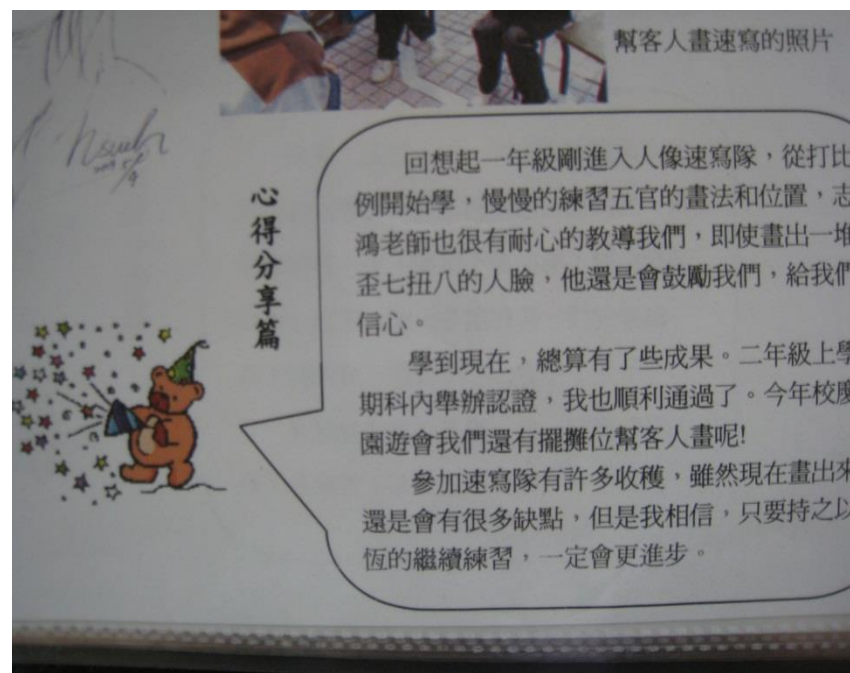 幫客人畫速寫的照片
心得分享篇
回想起一年級剛進入人像速寫隊，從打比
例開始學，慢慢的練習五官的畫法和位置，志
鴻老師也很有耐心的教導我們，即使畫出一堆
歪七扭八的人臉，他還是會鼓勵我們，給我們
信心。
學到現在，總算有了些成果。二年級上學
期科內舉辦認證，我也順利通過了。今年校慶
園遊會我們還有擺攤位幫客人畫呢!
參加速寫隊有許多收穫，雖然現在畫出來
還是會有很多缺點，但是我相信，只要持之以
恆的繼續練習，一定會更進步。